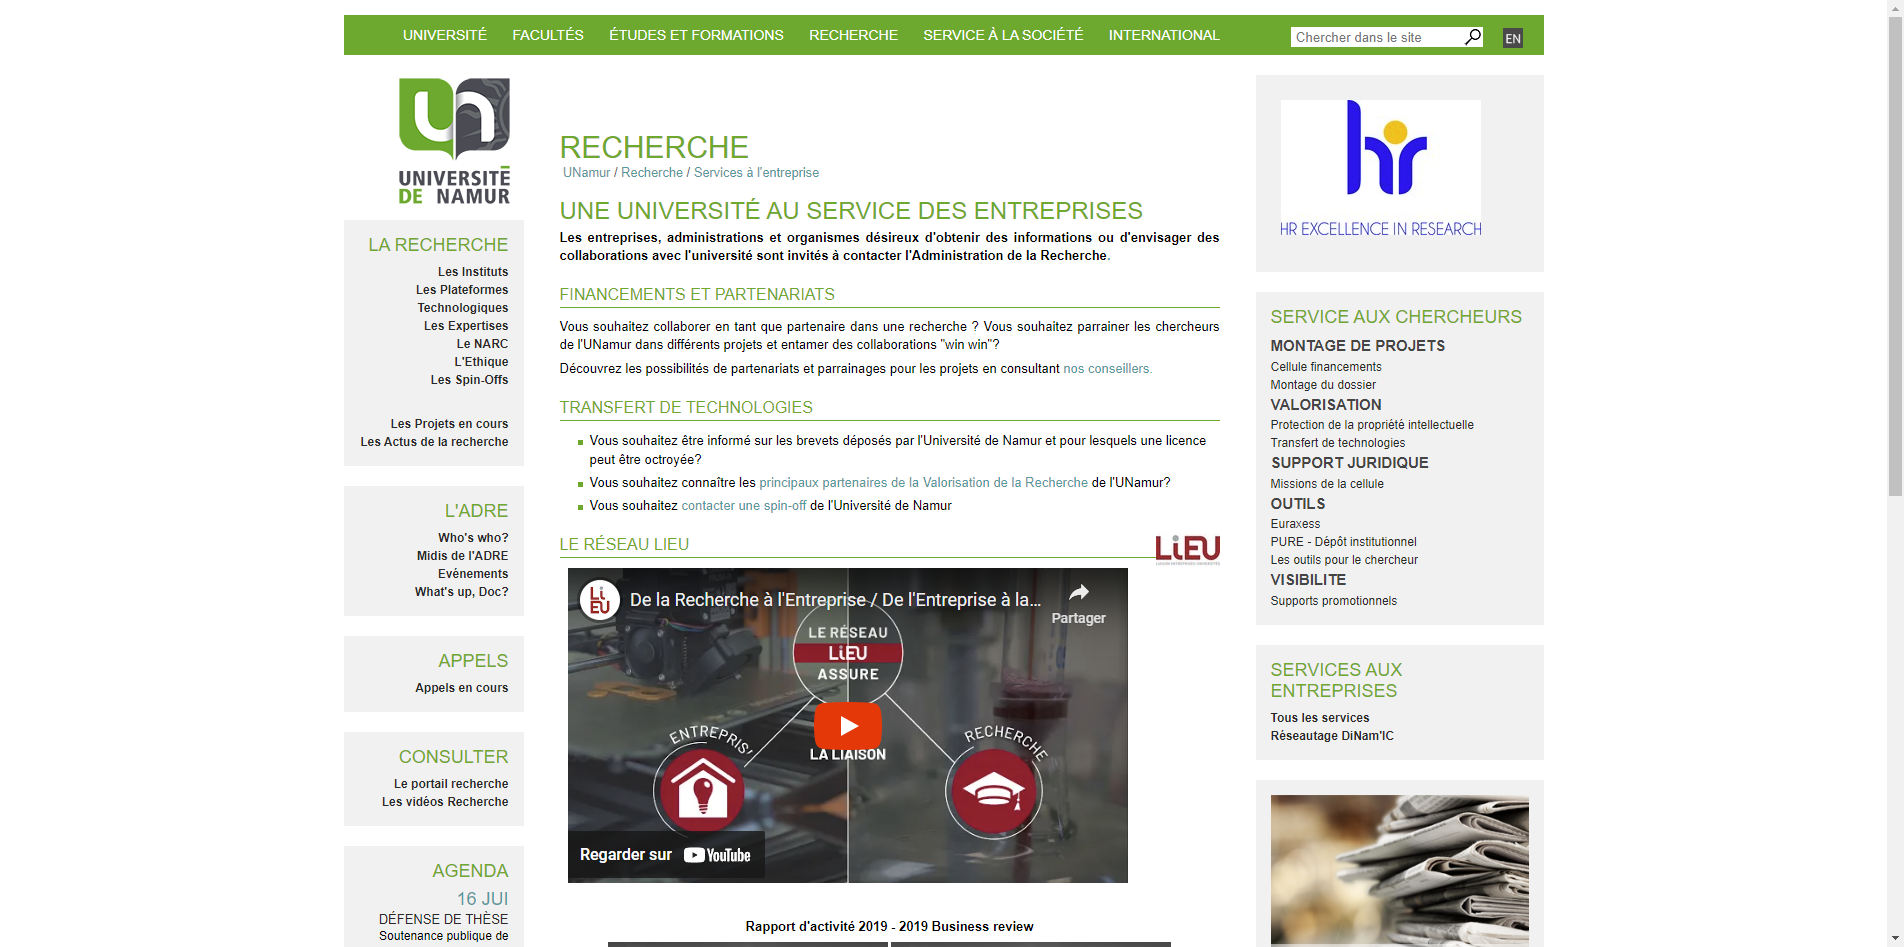 UNIVERSITÉ FACULTÉS ÉTUDES ET FORMATIONS RECHERCHE SERVICE À LA SOCIÉTÉ INTERNATIONAL
Chercher dans le site
EN
UNIVERSITÉ
DE NAMUR
LA RECHERCHE
Les Instituts
Les Plateformes
Technologiques
Les Expertises
Le NARC
L'Ethique
Les Spin-Offs
Les Projets en cours
Les Actus de la recherche
L'ADRE
Who's who?
Midis de l'ADRE
Evénements
What's up, Doc?
APPELS
Appels en cours
CONSULTER
Le portail recherche
Les vidéos Recherche
AGENDA
16 JUI
DÉFENSE DE THÈSE
Soutenance publique de
RECHERCHE
UNamur / Recherche / Services à l'entreprise
UNE UNIVERSITÉ AU SERVICE DES ENTREPRISES
Les entreprises, administrations et organismes désireux d'obtenir des informations ou d'envisager des
collaborations avec l'université sont invités à contacter l'Administration de la Recherche.
FINANCEMENTS ET PARTENARIATS
Vous souhaitez collaborer en tant que partenaire dans une recherche ? Vous souhaitez parrainer les chercheurs
de l'UNamur dans différents projets et entamer des collaborations "win win"?
Découvrez les possibilités de partenariats et parrainages pour les projets en consultant nos conseillers.
TRANSFERT DE TECHNOLOGIES
Vous souhaitez être informé sur les brevets déposés par l'Université de Namur et pour lesquels une licence
peut être octroyée?
Vous souhaitez connaître les principaux partenaires de la Valorisation de la Recherche de l'UNamur?
Vous souhaitez contacter une spin-off de l'Université de Namur
LE RÉSEAU LIEU
LiEU
LIAISON ENTREPRISES-UNIVERSITÉS
LiEU
De la Recherche à l'Entreprise / De l'Entreprise à la...
Partager
LE RÉSEAU
LiEU
ASSURE
LA LIAISON
ENTREPRIS'
RECHERCHE
Regarder sur YouTube
Rapport d'activité 2019 - 2019 Business review
hr
HR EXCELLENCE IN RESEARCH
SERVICE AUX CHERCHEURS
MONTAGE DE PROJETS
Cellule financements
Montage du dossier
VALORISATION
Protection de la propriété intellectuelle
Transfert de technologies
SUPPORT JURIDIQUE
Missions de la cellule
OUTILS
Euraxess
PURE - Dépôt institutionnel
Les outils pour le chercheur
VISIBILITE
Supports promotionnels
SERVICES AUX
ENTREPRISES
Tous les services
Réseautage DiNam'IC